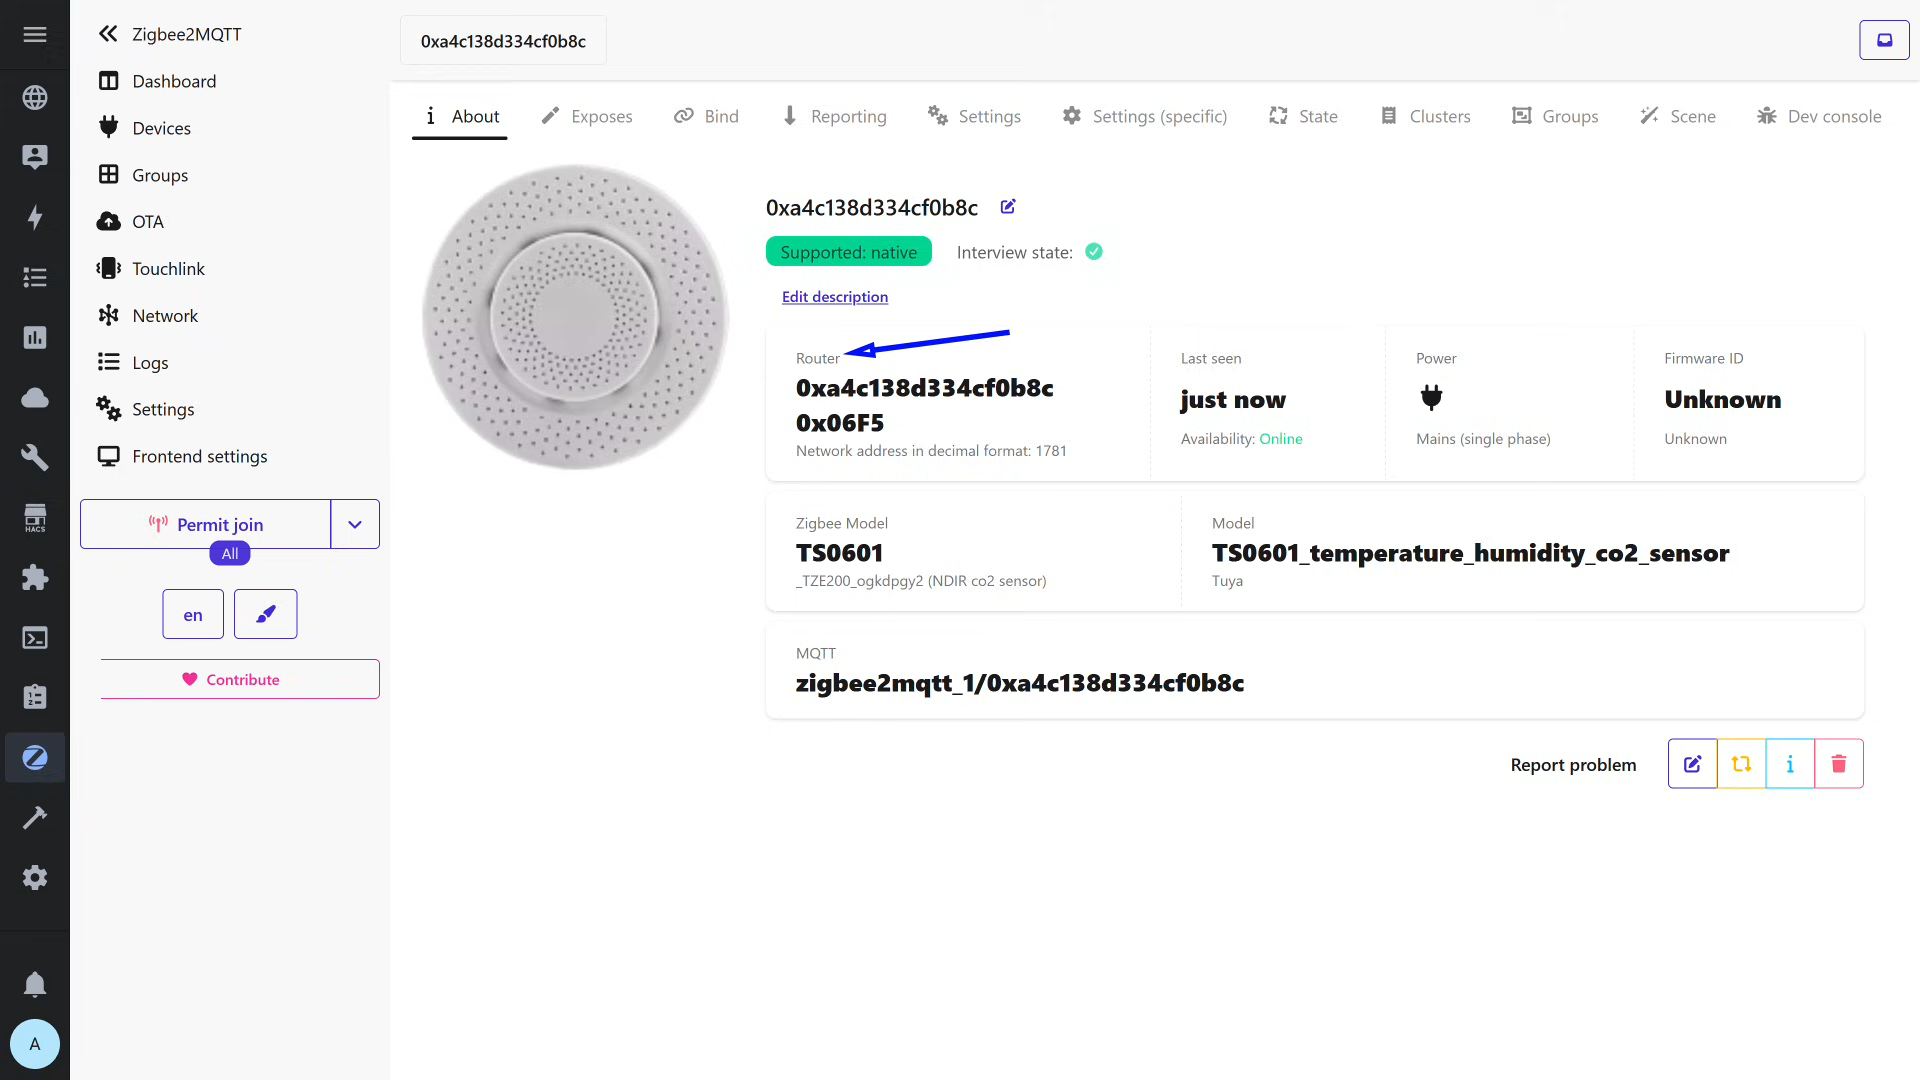 Zigbee2MQTT
Dashboard
Devices
Groups
OTA
Touchlink
Network
Logs
Settings
Frontend settings
Permit join
All
en
Contribute
HACS
A
0xa4c138d334cf0b8c
About
Exposes
Bind
Reporting
Settings
Settings (specific)
State
Clusters
Groups
Scene
Dev console
0xa4c138d334cf0b8c
Supported: native
Interview state:
Edit description
Router
0xa4c138d334cf0b8c
0x06F5
Network address in decimal format: 1781
Last seen
just now
Availability: Online
Power
Mains (single phase)
Firmware ID
Unknown
Unknown
Zigbee Model
TS0601
_TZE200_ogkdpgy2 (NDIR co2 sensor)
Model
TS0601_temperature_humidity_co2_sensor
Tuya
MQTT
zigbee2mqtt_1/0xa4c138d334cf0b8c
Report problem